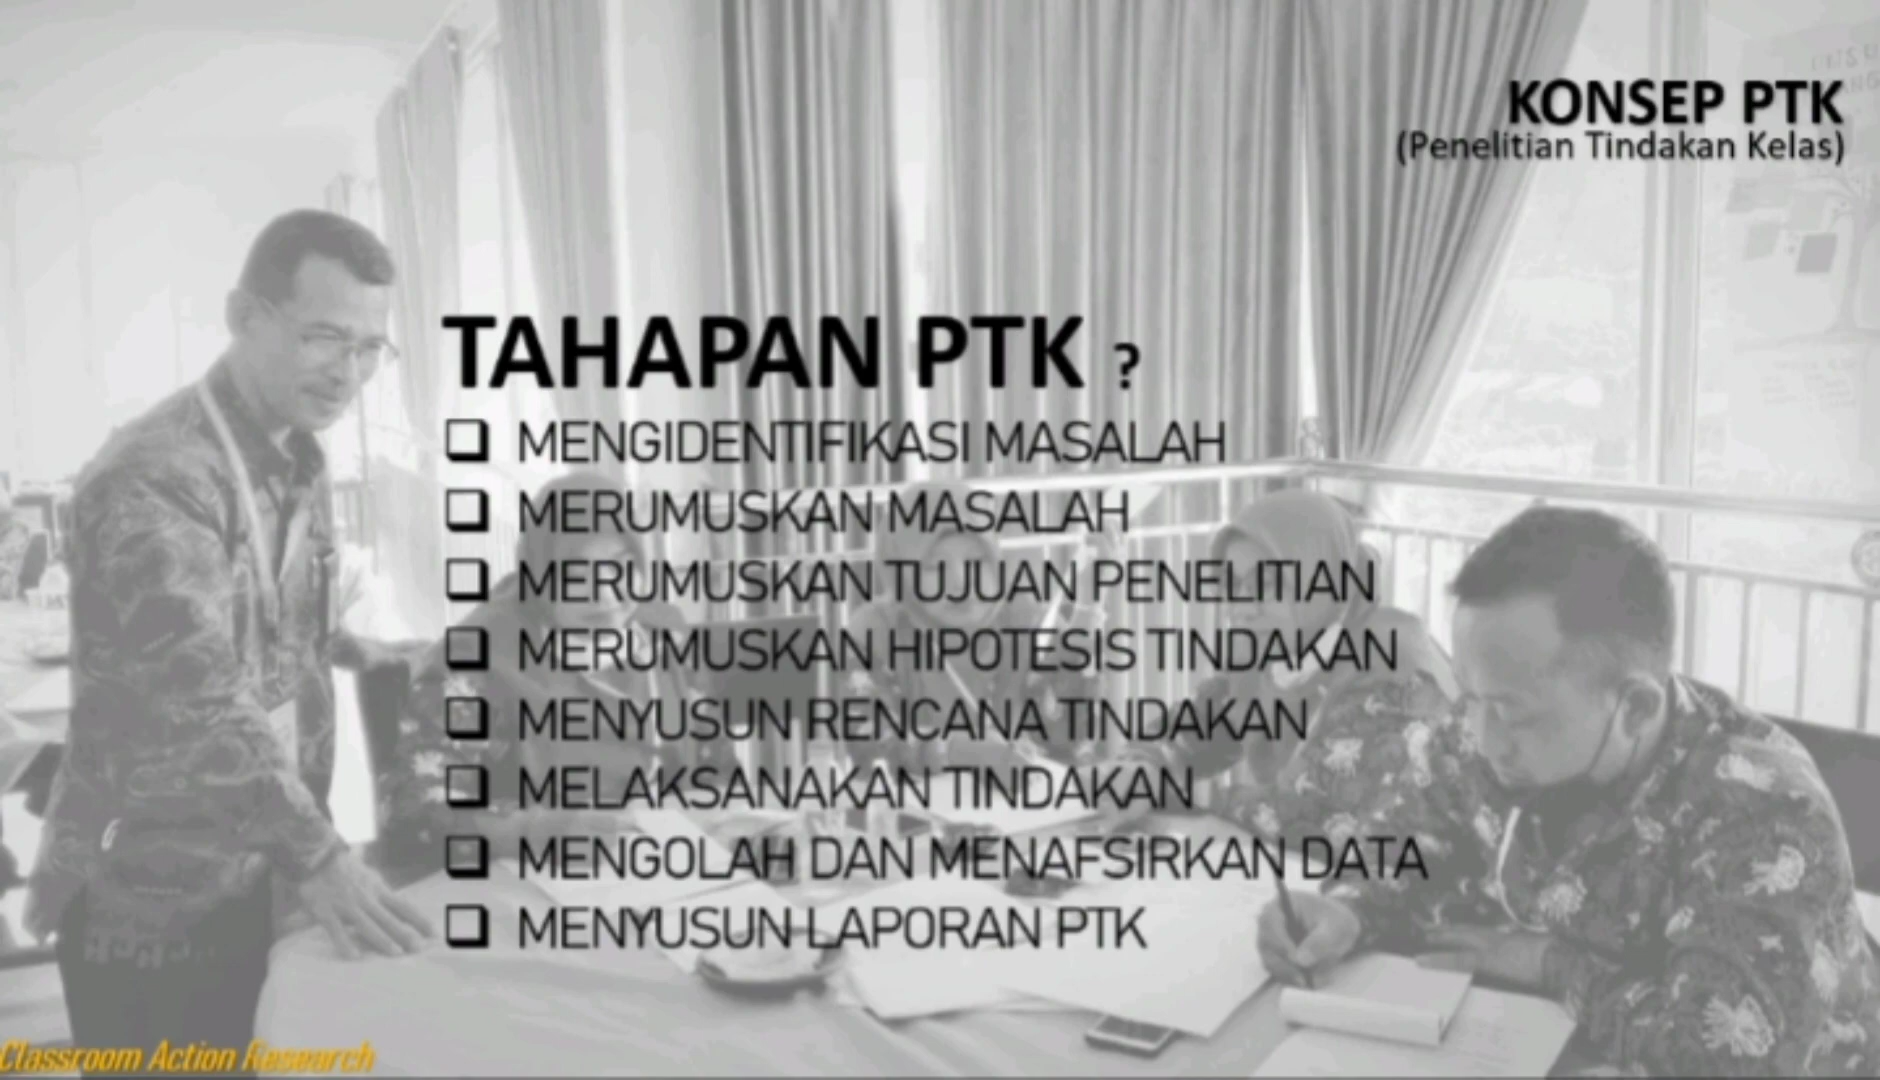 KONSEP PTK
(Penelitian Tindakan Kelas)
TAHAPAN PTK ?
MENGIDENTIFIKASI MASALAH
MERUMUSKAN MASALAH
MERUMUSKAN TUJUAN PENELITIAN
MERUMUSKAN HIPOTESIS TINDAKAN
MENYUSUN RENCANA TINDAKAN
MELAKSANAKAN TINDAKAN
MENGOLAH DAN MENAFSIRKAN DATA
MENYUSUN LAPORAN PTK
Classroom Action Research